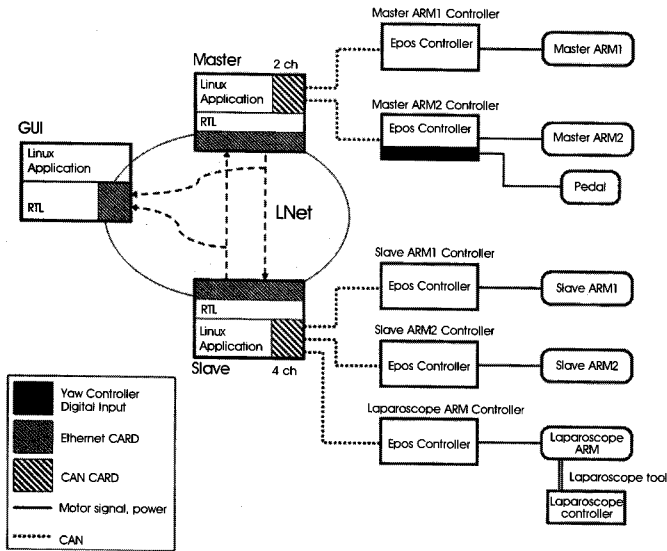 Master ARM1 Controller
Epos Controller
Master ARM1
Master
2 ch
Linux
Application
RTL
Master ARM2 Controller
Epos Controller
Master ARM2
Pedal
GUI
Linux
Application
RTL
LNet
Slave ARM1 Controller
Epos Controller
Slave ARM1
RTL
Linux
Application
Slave
4 ch
Slave ARM2 Controller
Epos Controller
Slave ARM2
Laparoscope ARM Controller
Epos Controller
Laparoscope
ARM
Laparoscope tool
Laparoscope
controller
Yaw Controller
Digital Input
Ethernet CARD
CAN CARD
Motor signal, power
CAN